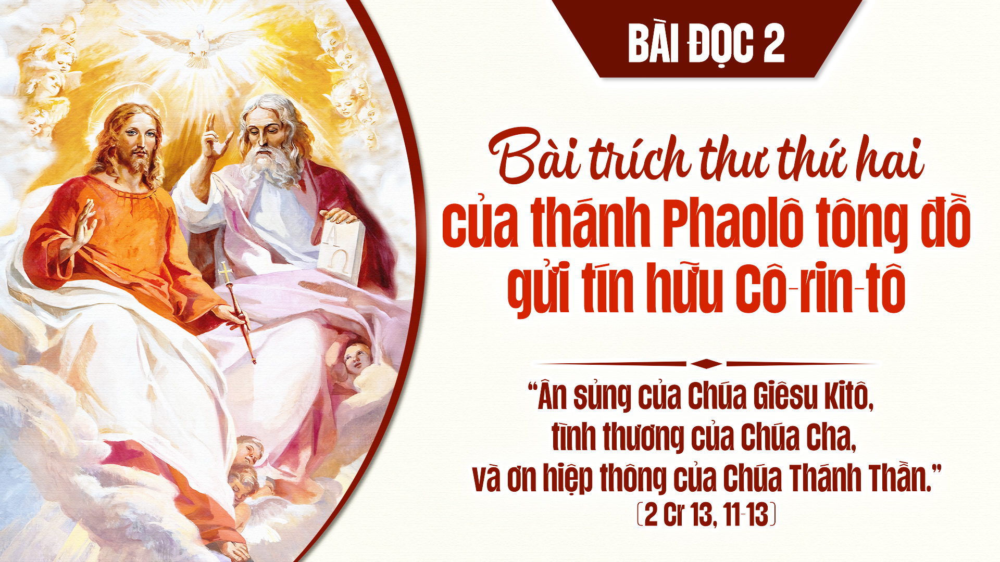 BÀI ĐỌC 2
Bài trích thư thứ hai
của thánh Phaolô tông đồ
gửi tín hữu Cô-rin-tô
“Ân sủng của Chúa Giêsu Kitô,
tình thương của Chúa Cha,
và ơn hiệp thông của Chúa Thánh Thần.”
(2 Cr 13, 11-13)
A
Ω